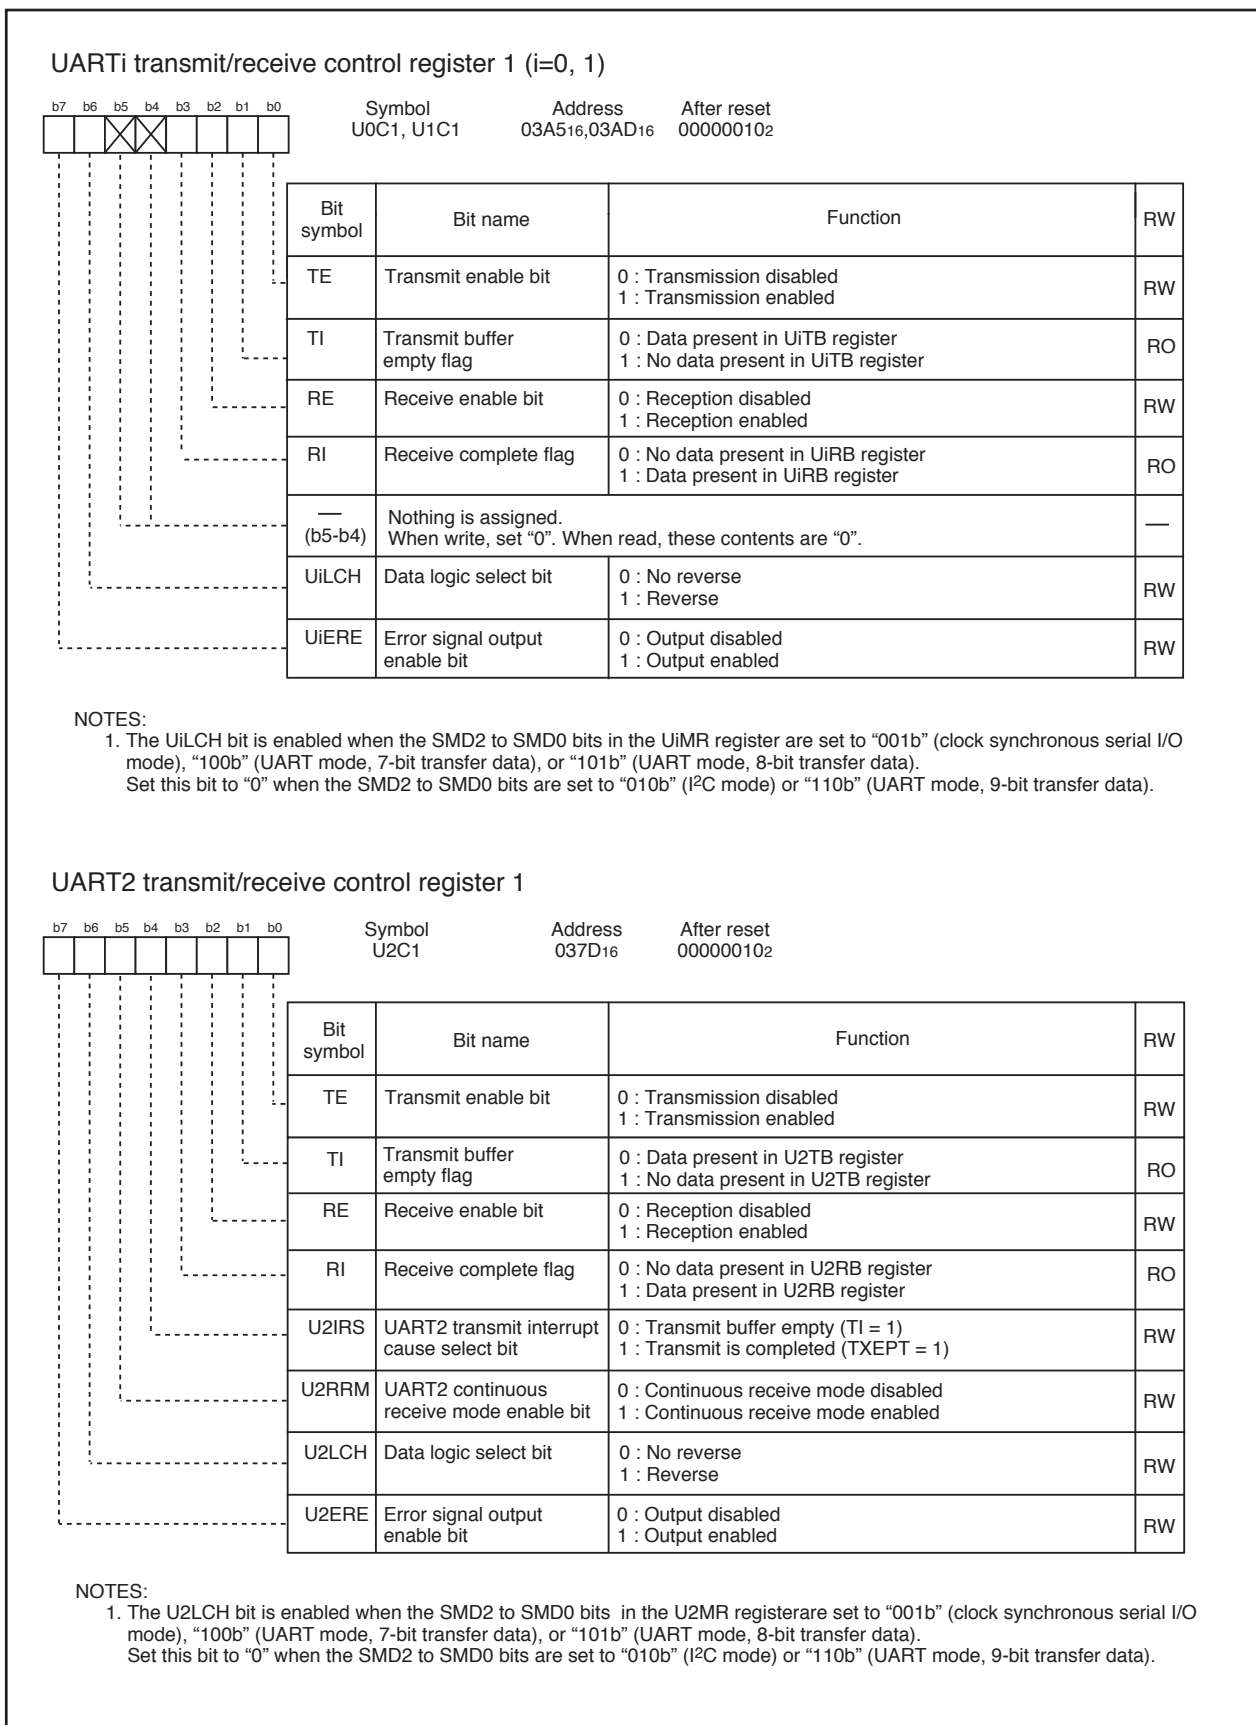 UARTi transmit/receive control register 1 (i=0, 1)
b7 b6 b5 b4 b3 b2 b1 b0
Symbol Address After reset
U0C1, U1C1 03A516,03AD16 000000102
Bit symbol Bit name Function RW
TE Transmit enable bit 0 : Transmission disabled
1 : Transmission enabled RW
TI Transmit buffer empty flag 0 : Data present in UiTB register
1 : No data present in UiTB register RO
RE Receive enable bit 0 : Reception disabled
1 : Reception enabled RW
RI Receive complete flag 0 : No data present in UiRB register
1 : Data present in UiRB register RO
— (b5-b4) Nothing is assigned.
When write, set “0”. When read, these contents are “0”. —
UiLCH Data logic select bit 0 : No reverse
1 : Reverse RW
UiERE Error signal output enable bit 0 : Output disabled
1 : Output enabled RW
NOTES:
1. The UiLCH bit is enabled when the SMD2 to SMD0 bits in the UiMR register are set to “001b” (clock synchronous serial I/O
mode), “100b” (UART mode, 7-bit transfer data), or “101b” (UART mode, 8-bit transfer data).
Set this bit to “0” when the SMD2 to SMD0 bits are set to “010b” (I2C mode) or “110b” (UART mode, 9-bit transfer data).
UART2 transmit/receive control register 1
b7 b6 b5 b4 b3 b2 b1 b0
Symbol Address After reset
U2C1 037D16 000000102
Bit symbol Bit name Function RW
TE Transmit enable bit 0 : Transmission disabled
1 : Transmission enabled RW
TI Transmit buffer empty flag 0 : Data present in U2TB register
1 : No data present in U2TB register RO
RE Receive enable bit 0 : Reception disabled
1 : Reception enabled RW
RI Receive complete flag 0 : No data present in U2RB register
1 : Data present in U2RB register RO
U2IRS UART2 transmit interrupt cause select bit 0 : Transmit buffer empty (TI = 1)
1 : Transmit is completed (TXEPT = 1) RW
U2RRM UART2 continuous receive mode enable bit 0 : Continuous receive mode disabled
1 : Continuous receive mode enabled RW
U2LCH Data logic select bit 0 : No reverse
1 : Reverse RW
U2ERE Error signal output enable bit 0 : Output disabled
1 : Output enabled RW
NOTES:
1. The U2LCH bit is enabled when the SMD2 to SMD0 bits in the U2MR registerare set to “001b” (clock synchronous serial I/O
mode), “100b” (UART mode, 7-bit transfer data), or “101b” (UART mode, 8-bit transfer data).
Set this bit to “0” when the SMD2 to SMD0 bits are set to “010b” (I2C mode) or “110b” (UART mode, 9-bit transfer data).